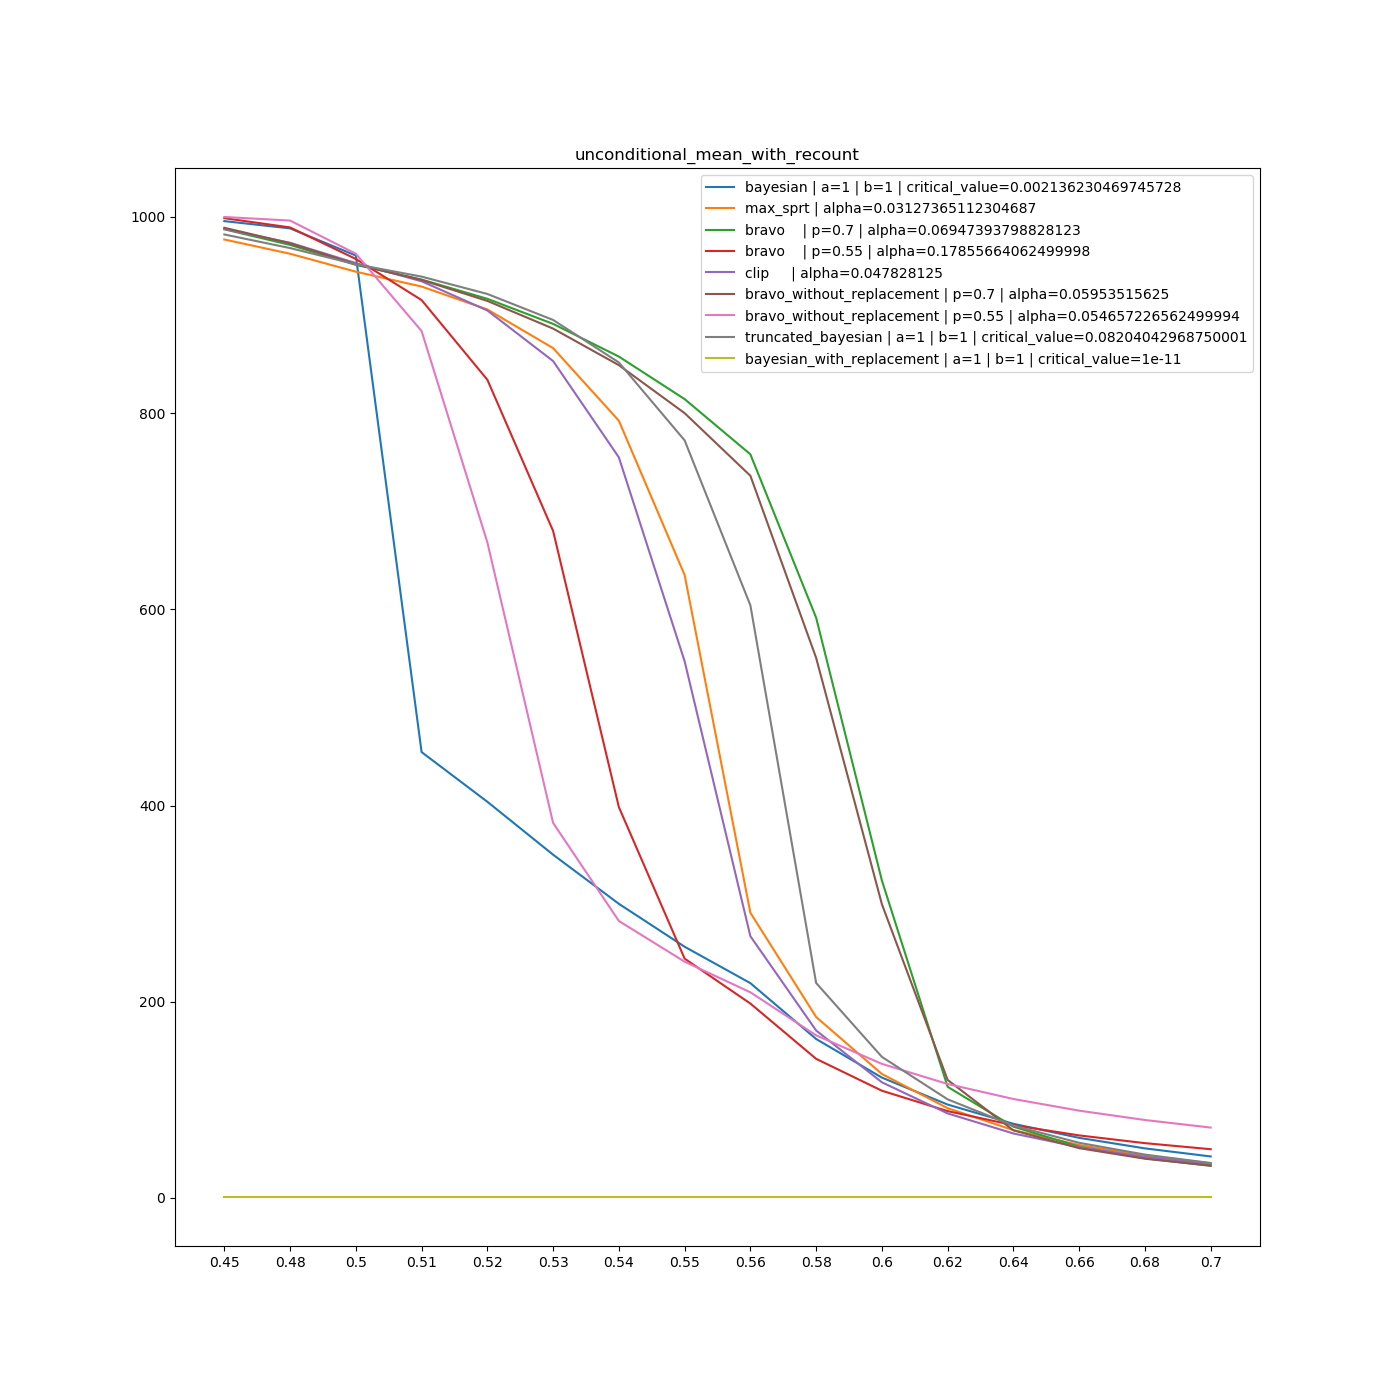 unconditional_mean_with_recount
bayesian | a=1 | b=1 | critical_value=0.002136230469745728
max_sprt | alpha=0.03127365112304687
bravo    | p=0.7 | alpha=0.06947393798828123
bravo    | p=0.55 | alpha=0.17855664062499998
clip     | alpha=0.047828125
bravo_without_replacement | p=0.7 | alpha=0.05953515625
bravo_without_replacement | p=0.55 | alpha=0.054657226562499994
truncated_bayesian | a=1 | b=1 | critical_value=0.08204042968750001
bayesian_with_replacement | a=1 | b=1 | critical_value=1e-11
1000
800
600
400
200
0
0.45 0.48 0.5 0.51 0.52 0.53 0.54 0.55 0.56 0.58 0.6 0.62 0.64 0.66 0.68 0.7